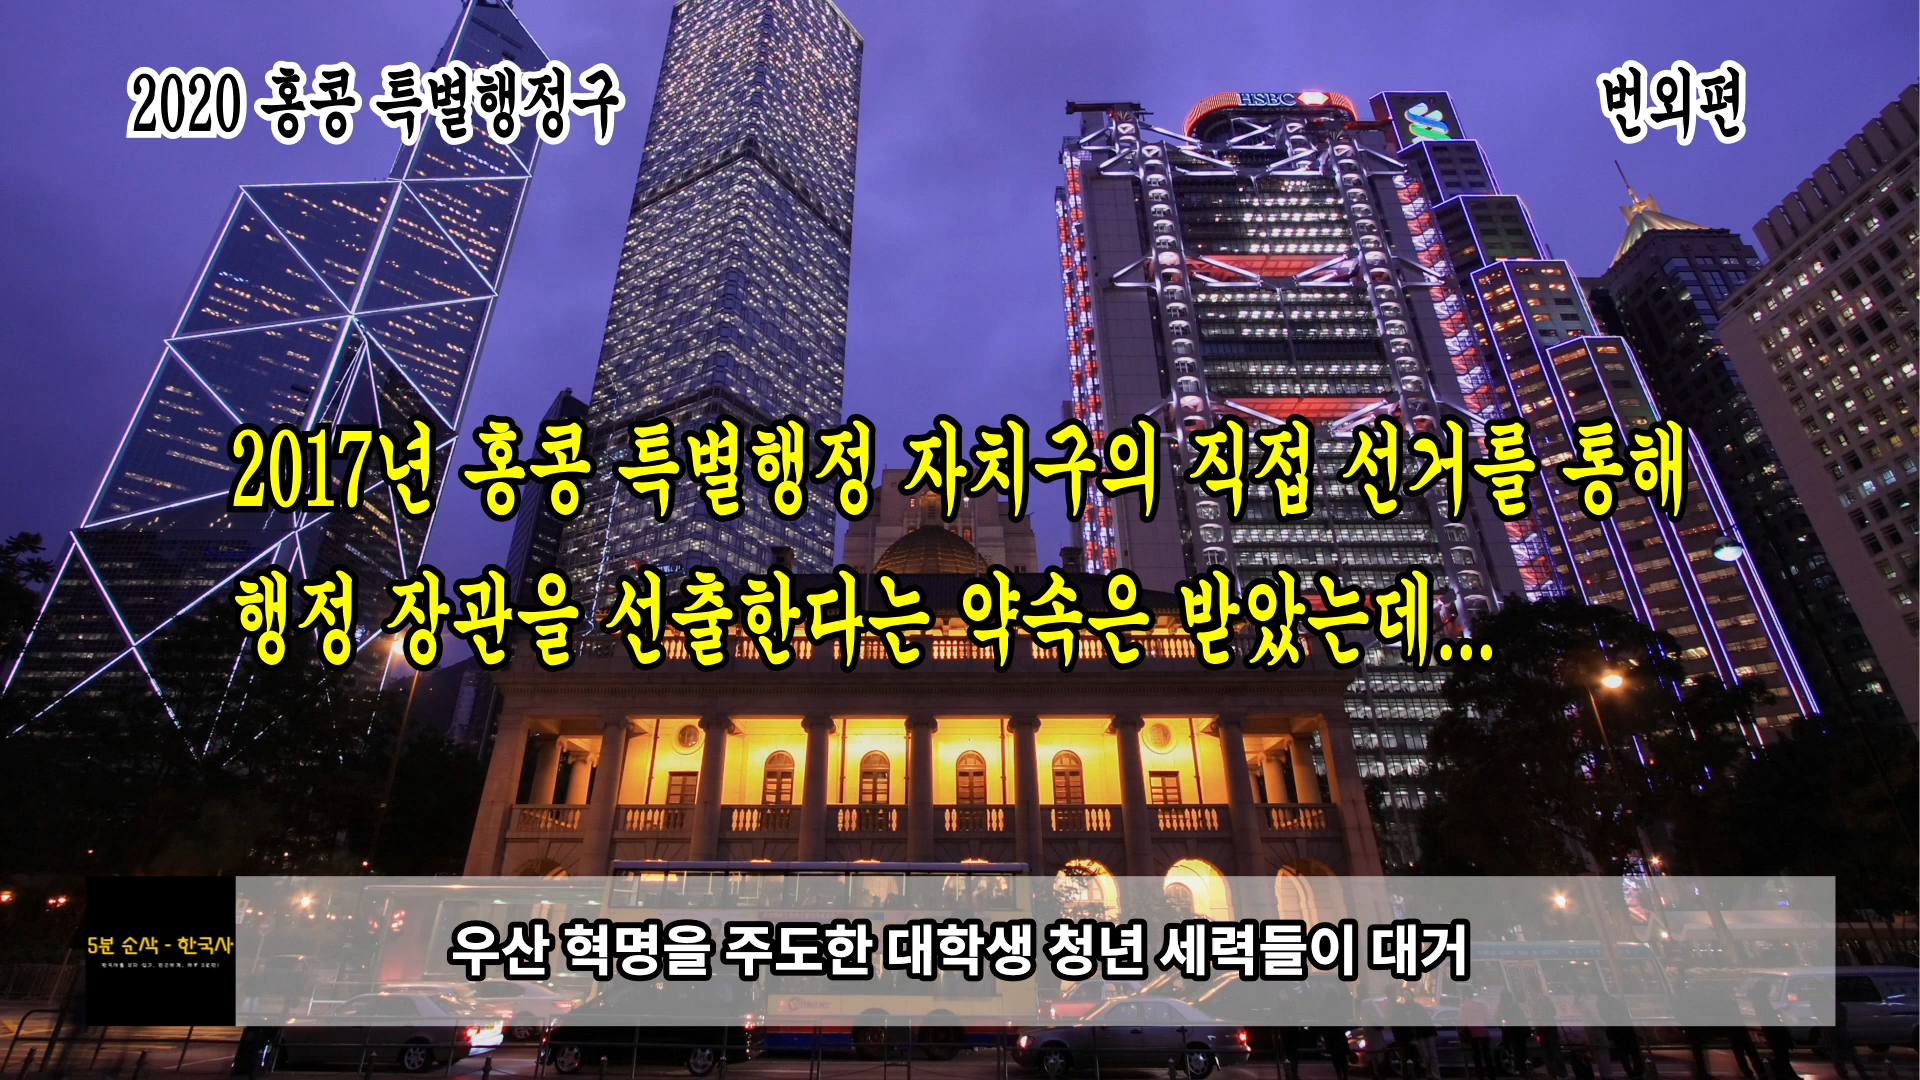 2020 홍콩 특별행정구
번외편
HSBC
2017년 홍콩 특별행정 자치구의 직접 선거를 통해
행정 장관을 선출한다는 약속은 받았는데...
5분 순삭 - 한국사
우산 혁명을 주도한 대학생 청년 세력들이 대거